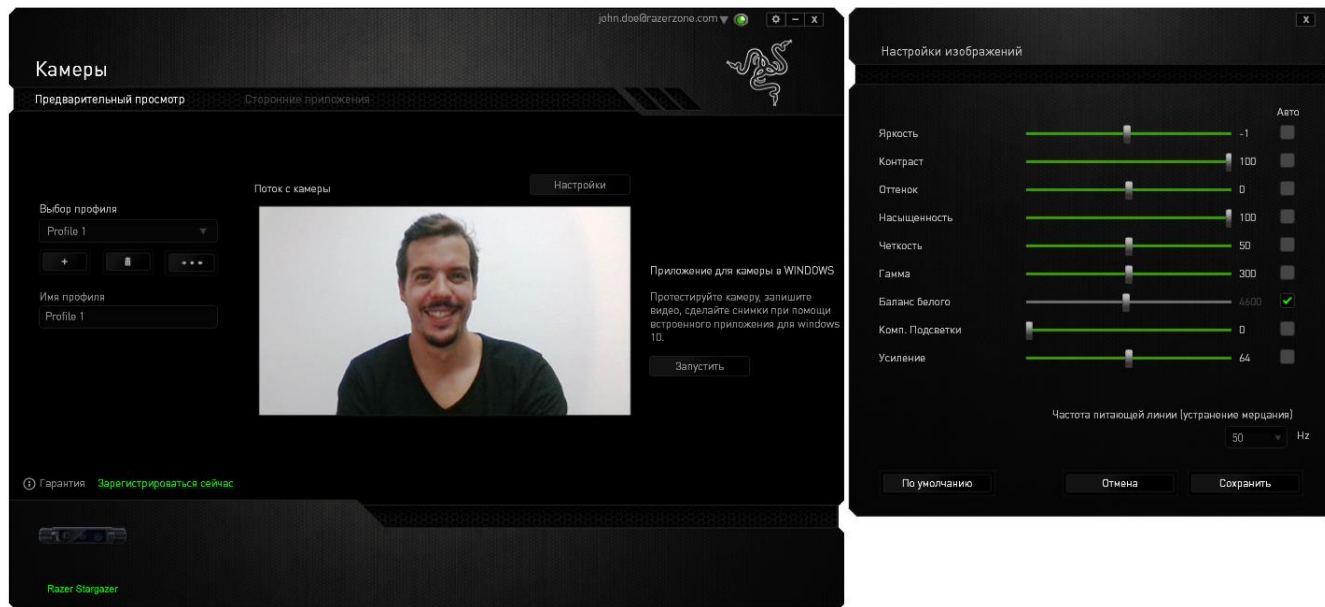 john.doe@razerzone.com
Камеры
Предварительный просмотр
Сторонние приложения
Поток с камеры
Настройки
Выбор профиля
Profile 1
Имя профиля
Profile 1
Приложение для камеры в WINDOWS
Протестируйте камеру, запишите
видео, сделайте снимки при помощи
встроенного приложения для windows
10.
Запустить
Гарантия Зарегистрироваться сейчас
Razer Stargazer
X
Настройки изображений
Авто
Яркость -1
Контраст 100
Оттенок 0
Насыщенность 100
Четкость 50
Гамма 300
Баланс белого 4600
Комп. Подсветки 0
Усиление 64
Частота питающей линии (устранение мерцания)
50 Hz
По умолчанию Отмена Сохранить